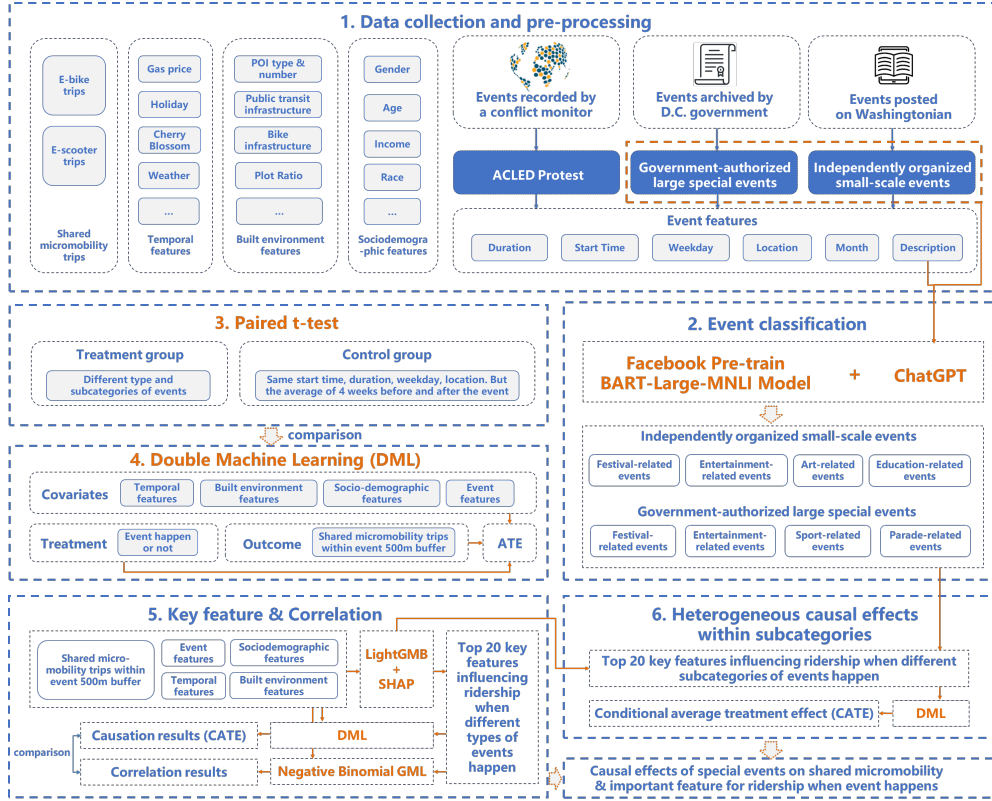 1. Data collection and pre-processing
E-bike
trips
E-scooter
trips
Shared
micromobility
trips
Gas price
Holiday
Cherry
Blossom
Weather
...
Temporal
features
POI type &
number
Public transit
infrastructure
Bike
infrastructure
Plot Ratio
...
Built environment
features
Gender
Age
Income
Race
...
Sociodemogra
-phic features
Events recorded by
a conflict monitor
Events archived by
D.C. government
Events posted
on Washingtonian
ACLED Protest
Government-authorized
large special events
Independently organized
small-scale events
Event features
Duration
Start Time
Weekday
Location
Month
Description
3. Paired t-test
Treatment group
Different type and
subcategories of events
Control group
Same start time, duration, weekday, location. But
the average of 4 weeks before and after the event
comparison
2. Event classification
Facebook Pre-train
BART-Large-MNLI Model
+
ChatGPT
Independently organized small-scale events
Festival-related
events
Entertainment-
related events
Art-related
events
Education-related
events
Government-authorized large special events
Festival-
related events
Entertainment-
related events
Sport-related
events
Parade-related
events
4. Double Machine Learning (DML)
Covariates
Temporal
features
Built environment
features
Socio-demographic
features
Event
features
Treatment
Event happen
or not
Outcome
Shared micromobility trips
within event 500m buffer
ATE
5. Key feature & Correlation
Shared micro-
mobility trips within
event 500m buffer
Event
features
Sociodemographic
features
Temporal
features
Built environment
features
LightGMB
+
SHAP
Top 20 key
features
influencing
ridership
when
different
types of
events
happen
Causation results (CATE)
DML
comparison
Correlation results
Negative Binomial GML
6. Heterogeneous causal effects
within subcategories
Top 20 key features influencing ridership when different
subcategories of events happen
Conditional average treatment effect (CATE)
DML
Causal effects of special events on shared micromobility
& important feature for ridership when event happens